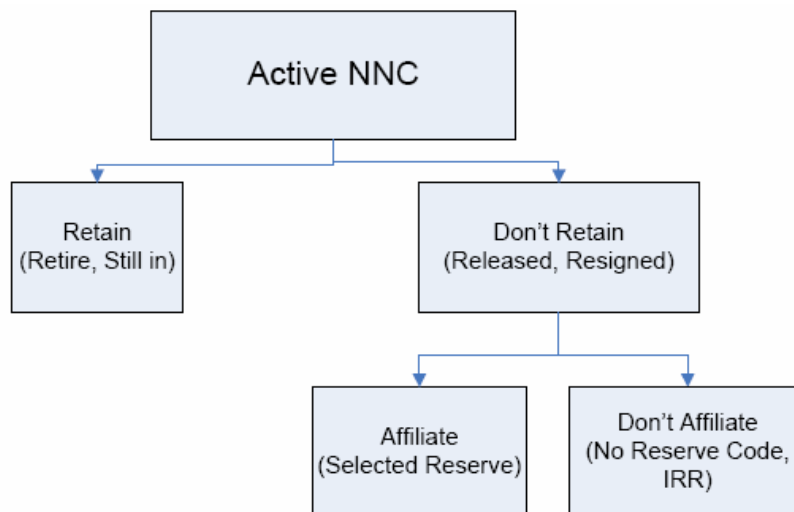 Active NNC
Retain
(Retire, Still in)
Don’t Retain
(Released, Resigned)
Affiliate
(Selected Reserve)
Don’t Affiliate
(No Reserve Code,
IRR)